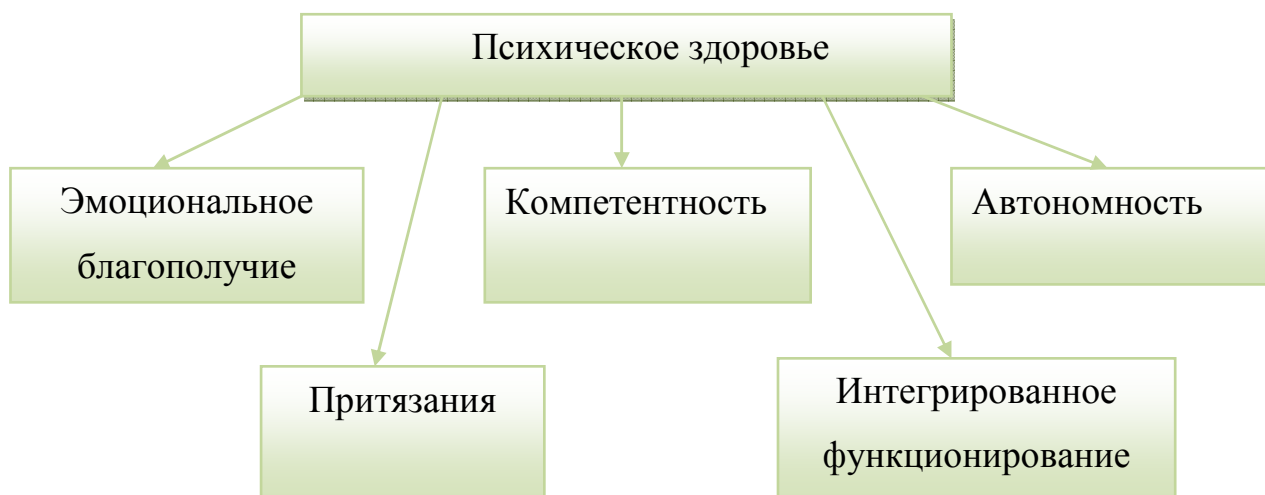 Психическое здоровье
Эмоциональное
благополучие
Компетентность
Автономность
Притязания
Интегрированное
функционирование